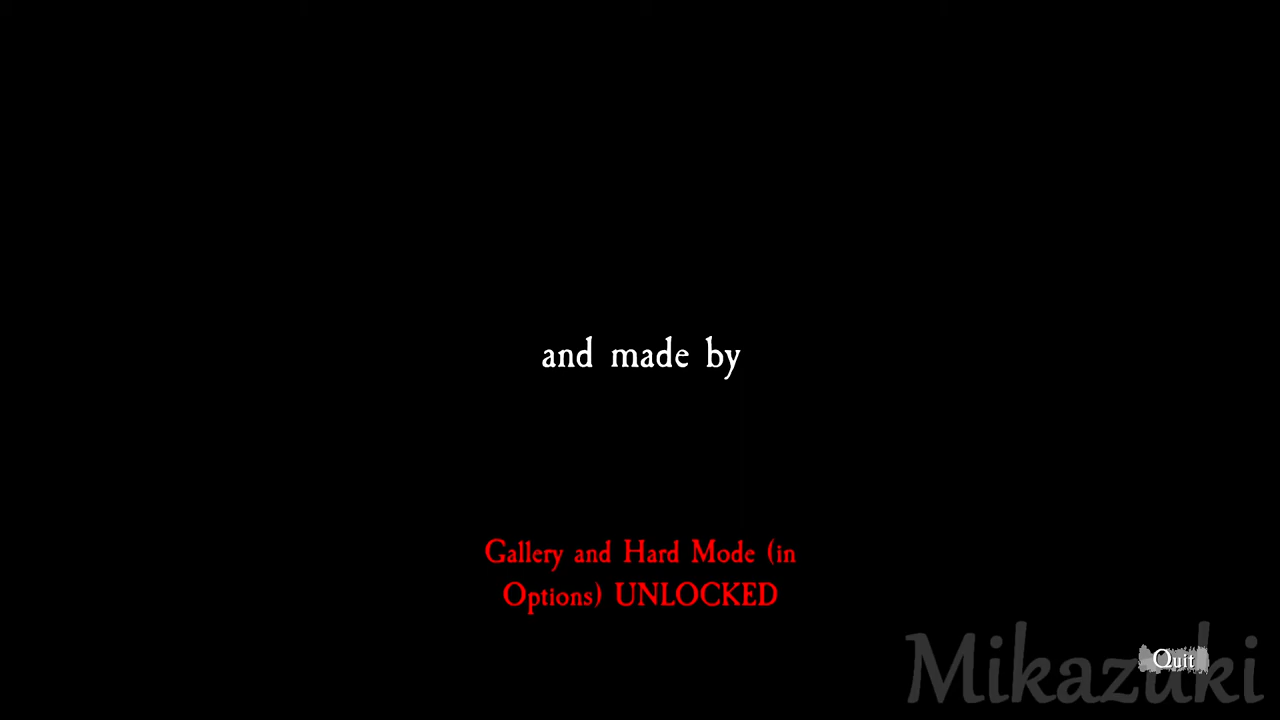 and made by
Gallery and Hard Mode (in
Options) UNLOCKED
Quit
Mikazuki